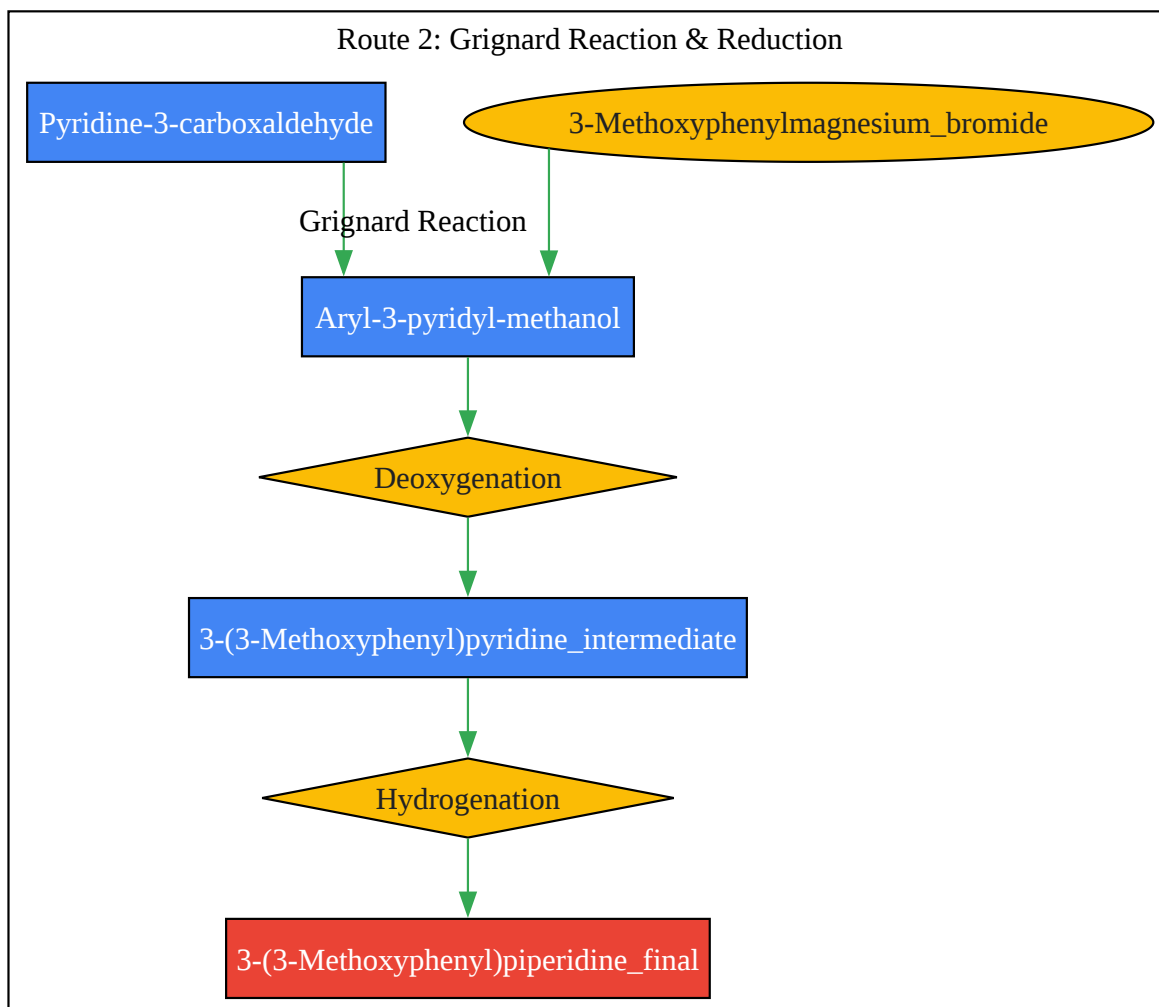 Route 2: Grignard Reaction & Reduction
Pyridine-3-carboxaldehyde
3-Methoxyphenylmagnesium_bromide
Grignard Reaction
Aryl-3-pyridyl-methanol
Deoxygenation
3-(3-Methoxyphenyl)pyridine_intermediate
Hydrogenation
3-(3-Methoxyphenyl)piperidine_final